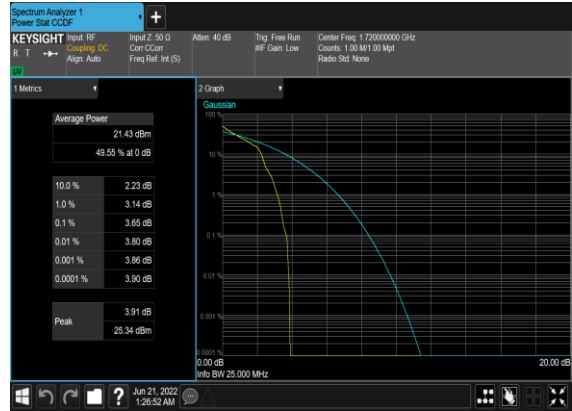 Spectrum Analyzer 1
Power Stat CCDF
KEYSIGHT
R T
LXI
Input: RF
Coupling: DC
Align: Auto
Input Z: 50 Ω
Corr CCorr
Freq Ref: Int (S)
Atten: 40 dB
Trig: Free Run
#IF Gain: Low
Center Freq: 1.720000000 GHz
Counts: 1.00 M/1.00 Mpt
Radio Std: None
1 Metrics
Average Power
21.43 dBm
49.55 % at 0 dB
10.0 % 2.23 dB
1.0 % 3.14 dB
0.1 % 3.65 dB
0.01 % 3.80 dB
0.001 % 3.86 dB
0.0001 % 3.90 dB
Peak
3.91 dB
25.34 dBm
2 Graph
Gaussian
100 %
10 %
1 %
0.1 %
0.01 %
0.001 %
0.0001 %
0.00 dB
20.00 dB
Info BW 25.000 MHz
?
Jun 21, 2022
1:26:52 AM